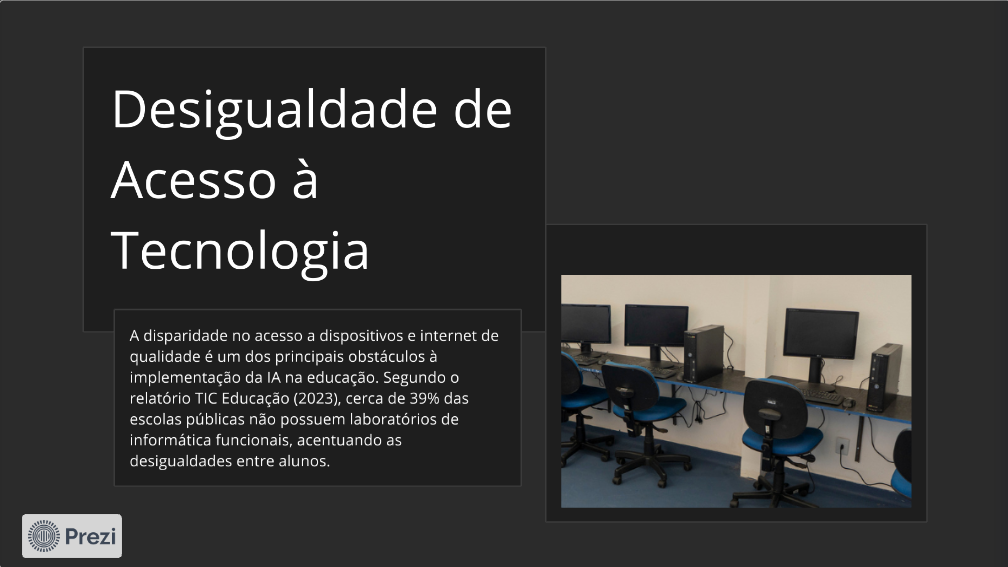 Desigualdade de
Acesso à
Tecnologia
A disparidade no acesso a dispositivos e internet de
qualidade é um dos principais obstáculos à
implementação da IA na educação. Segundo o
relatório TIC Educação (2023), cerca de 39% das
escolas públicas não possuem laboratórios de
informática funcionais, acentuando as
desigualdades entre alunos.
Prezi